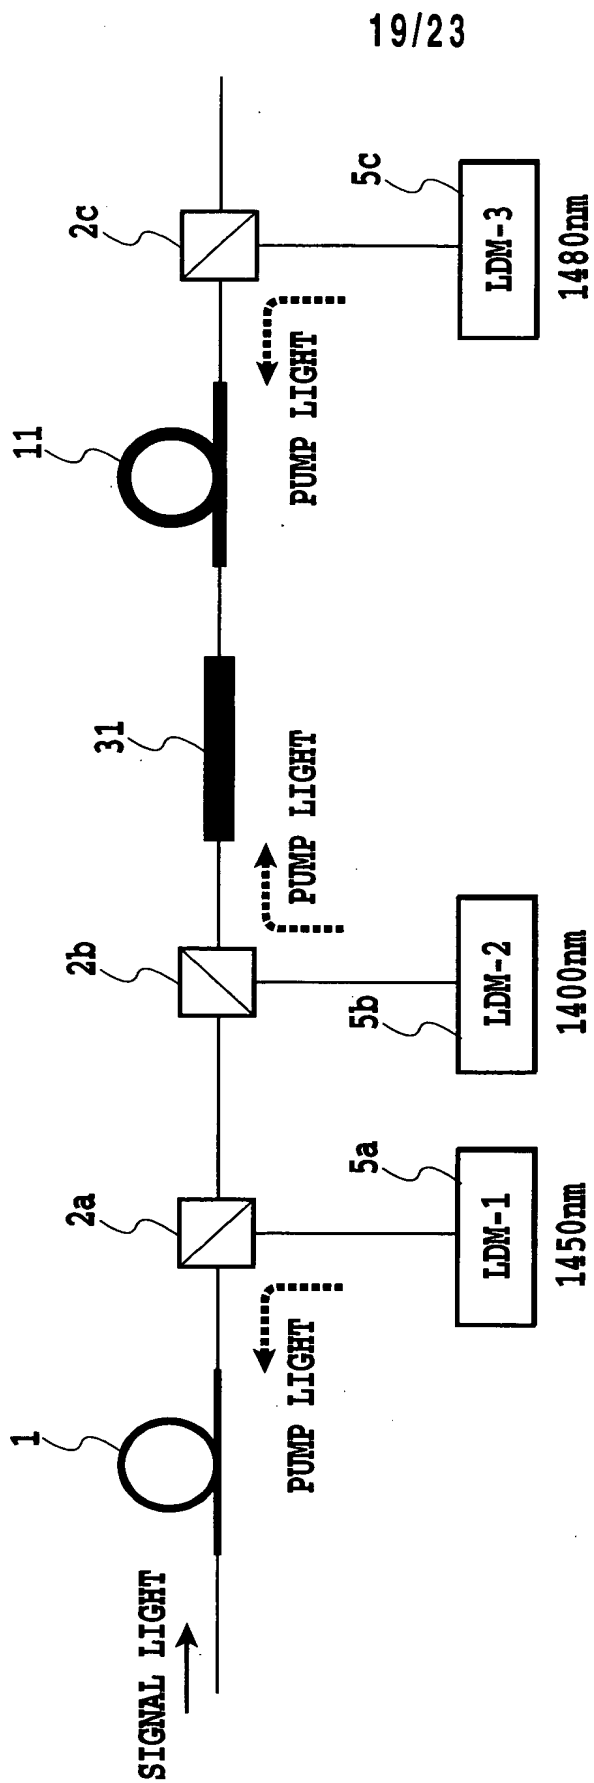 19/23
SIGNAL LIGHT
1
PUMP LIGHT
2a
5a
LDM-1
1450nm
2b
5b
LDM-2
1400nm
PUMP LIGHT
31
11
PUMP LIGHT
2c
5c
LDM-3
1480nm